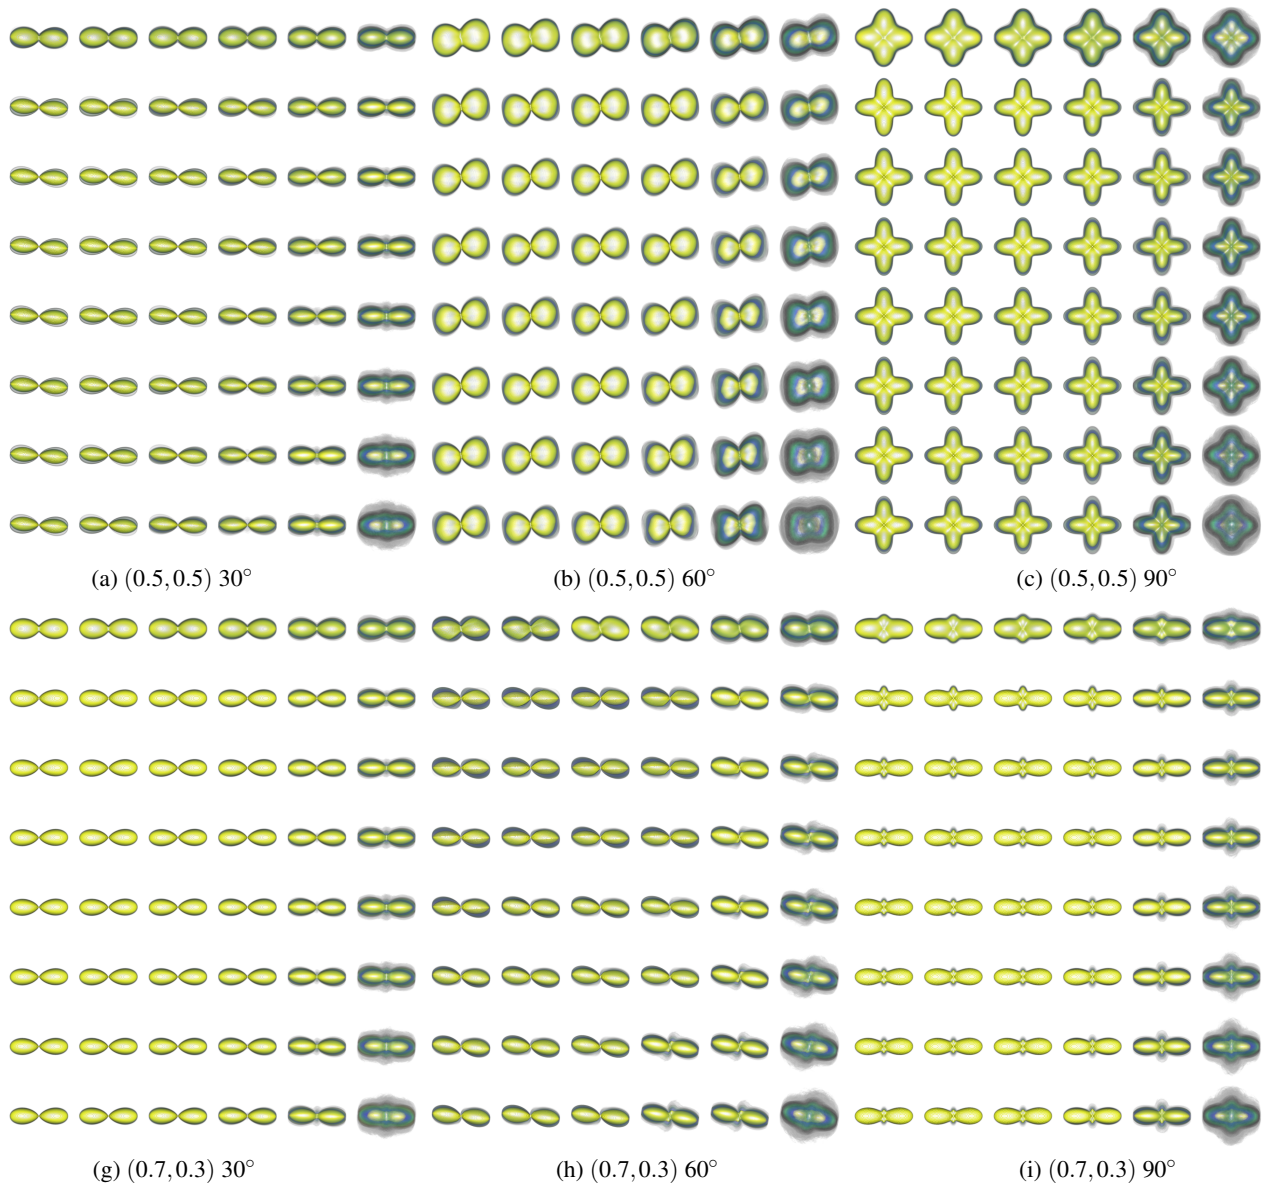 (a) (0.5, 0.5) 30°
(b) (0.5, 0.5) 60°
(c) (0.5, 0.5) 90°
(g) (0.7, 0.3) 30°
(h) (0.7, 0.3) 60°
(i) (0.7, 0.3) 90°